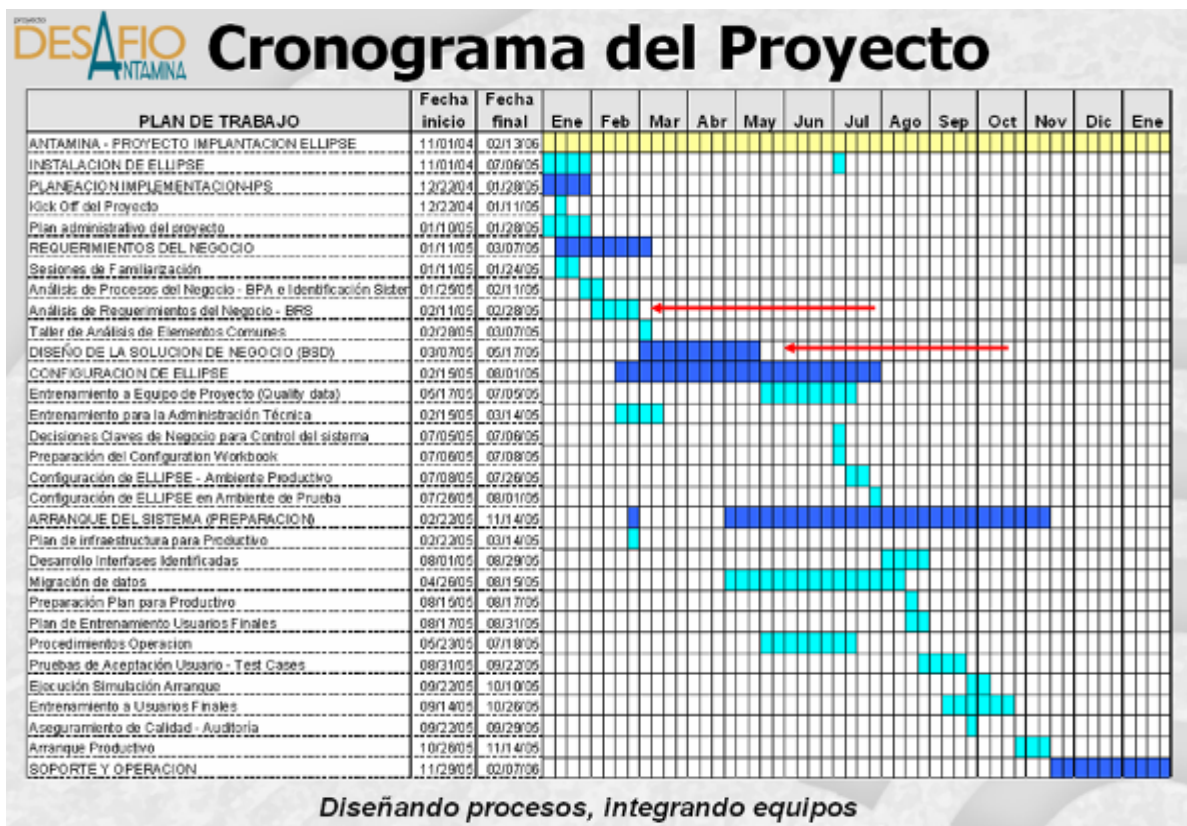 proyecto
DESAFIO
ANTAMINA
Cronograma del Proyecto
PLAN DE TRABAJO Fecha inicio Fecha final Ene Feb Mar Abr May Jun Jul Ago Sep Oct Nov Dic Ene
ANTAMINA - PROYECTO IMPLANTACION ELLIPSE 11/01/04 02/13/06
INSTALACION DE ELLIPSE 11/01/04 07/06/05
PLANEACION IMPLEMENTACION-IPS 12/22/04 01/28/05
Kick Off del Proyecto 12/22/04 01/11/05
Plan administrativo del proyecto 01/10/05 01/28/05
REQUERIMIENTOS DEL NEGOCIO 01/11/05 03/07/05
Sesiones de Familiarización 01/11/05 01/24/05
Análisis de Procesos del Negocio - BPA e Identificación Sister 01/25/05 02/11/05
Análisis de Requerimientos del Negocio - BRS 02/11/05 02/28/05
Taller de Análisis de Elementos Comunes 02/28/05 03/07/05
DISEÑO DE LA SOLUCION DE NEGOCIO (BSD) 03/07/05 05/17/05
CONFIGURACION DE ELLIPSE 02/15/05 08/01/05
Entrenamiento a Equipo de Proyecto (Quality data) 05/17/05 07/05/05
Entrenamiento para la Administración Técnica 02/15/05 03/14/05
Decisiones Claves de Negocio para Control del sistema 07/05/05 07/06/05
Preparación del Configuration Workbook 07/06/05 07/08/05
Configuración de ELLIPSE - Ambiente Productivo 07/08/05 07/26/05
Configuración de ELLIPSE en Ambiente de Prueba 07/26/05 08/01/05
ARRANQUE DEL SISTEMA (PREPARACION) 02/22/05 11/14/05
Plan de infraestructura para Productivo 02/22/05 03/14/05
Desarrollo Interfases Identificadas 08/01/05 08/29/05
Migración de datos 04/26/05 08/15/05
Preparación Plan para Productivo 08/15/05 08/17/05
Plan de Entrenamiento Usuarios Finales 08/17/05 08/31/05
Procedimientos Operacion 05/23/05 07/18/05
Pruebas de Aceptación Usuario - Test Cases 08/31/05 09/22/05
Ejecución Simulación Arranque 09/22/05 10/10/05
Entrenamiento a Usuarios Finales 09/14/05 10/26/05
Aseguramiento de Calidad - Auditoría 09/22/05 09/29/05
Arranque Productivo 10/26/05 11/14/05
SOPORTE Y OPERACION 11/29/05 02/07/06
Diseñando procesos, integrando equipos